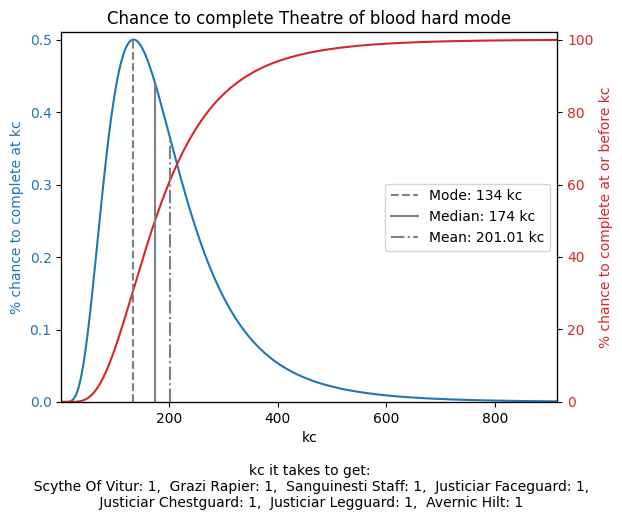 Chance to complete Theatre of blood hard mode
0.5
0.4
0.3
0.2
0.1
0.0
% chance to complete at kc
100
80
60
40
20
0
% chance to complete at or before kc
Mode: 134 kc
Median: 174 kc
Mean: 201.01 kc
200 400 600 800
kc
kc it takes to get:
Scythe Of Vitur: 1, Grazi Rapier: 1, Sanguinesti Staff: 1, Justiciar Faceguard: 1,
Justiciar Chestguard: 1, Justiciar Legguard: 1, Avernic Hilt: 1